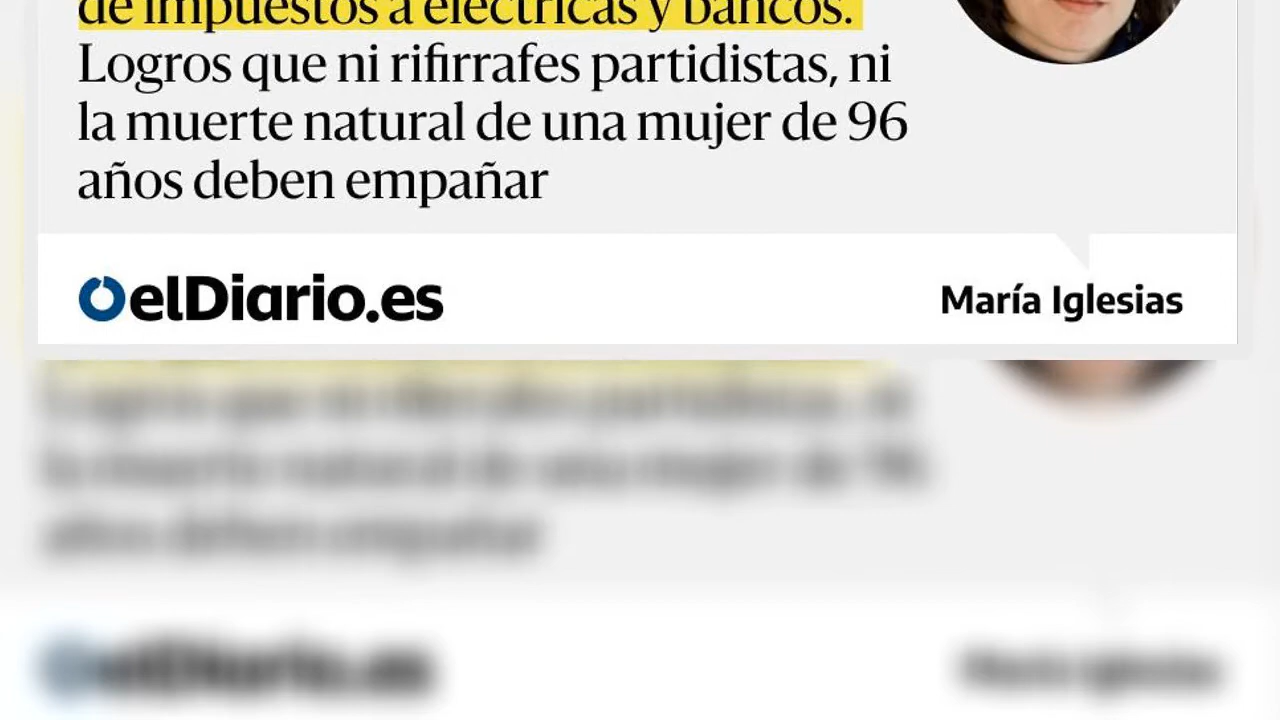 de impuestos a eléctricas y bancos.
Logros que ni rifirrafes partidistas, ni
la muerte natural de una mujer de 96
años deben empañar
elDiario.es
María Iglesias